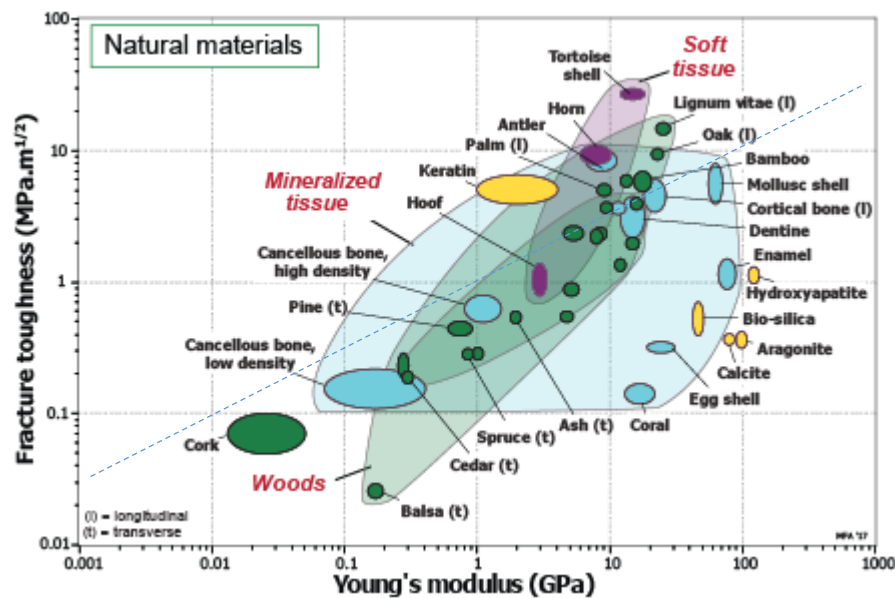 Natural materials
Fracture toughness (MPa.m1/2)
100
10
1
0.1
0.01
Soft
tissue
Tortoise
shell
Lignum vitae (l)
Horn
Antler
Oak (l)
Palm (l)
Bamboo
Keratin
Mollusc shell
Mineralized
tissue
Cortical bone (l)
Hoof
Dentine
Cancellous bone,
high density
Enamel
Hydroxyapatite
Pine (t)
Bio-silica
Cancellous bone,
low density
Aragonite
Calcite
Egg shell
Coral
Ash (t)
Spruce (t)
Cork
Cedar (t)
Woods
Balsa (t)
(l) = longitudinal
(t) = transverse
MFA '17
0.001
0.01
0.1
1
10
100
1000
Young's modulus (GPa)